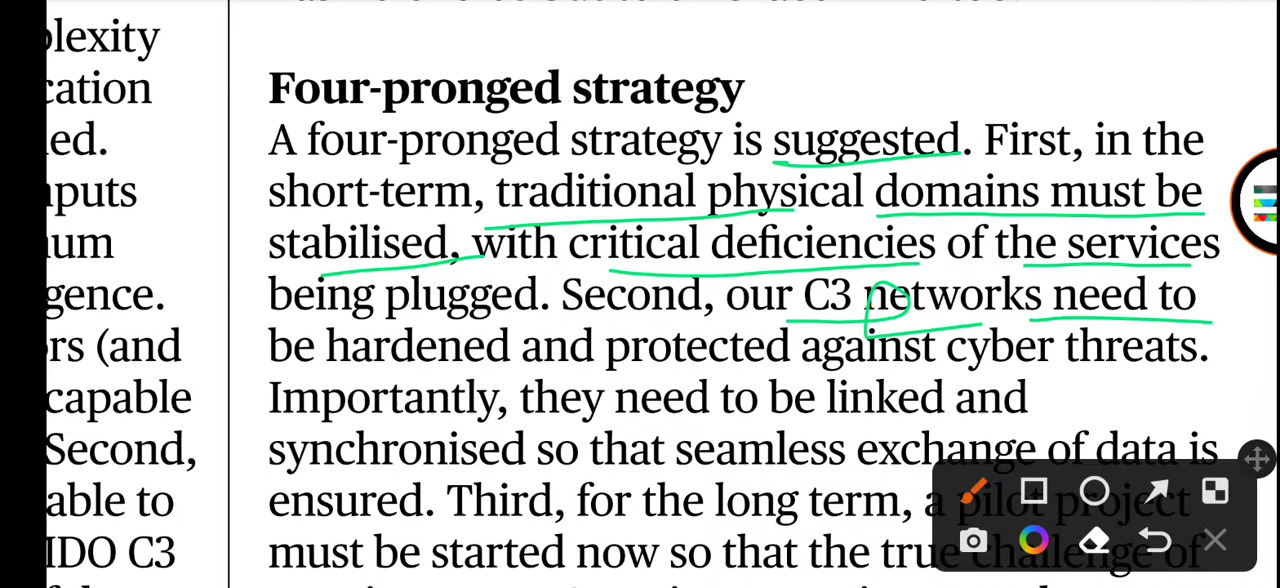 plexity
cation
ed.
puts
um
gence.
rs (and
capable
Second,
able to
IDO C3
Four-pronged strategy
A four-pronged strategy is suggested. First, in the
short-term, traditional physical domains must be
stabilised, with critical deficiencies of the services
being plugged. Second, our C3 networks need to
be hardened and protected against cyber threats.
Importantly, they need to be linked and
synchronised so that seamless exchange of data is
ensured. Third, for the long term, a pilot project
must be started now so that the true challenge of